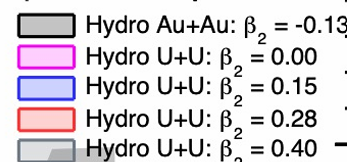 Hydro Au+Au: β₂ = -0.13
Hydro U+U: β₂ = 0.00
Hydro U+U: β₂ = 0.15
Hydro U+U: β₂ = 0.28
Hydro U+U: β₂ = 0.40